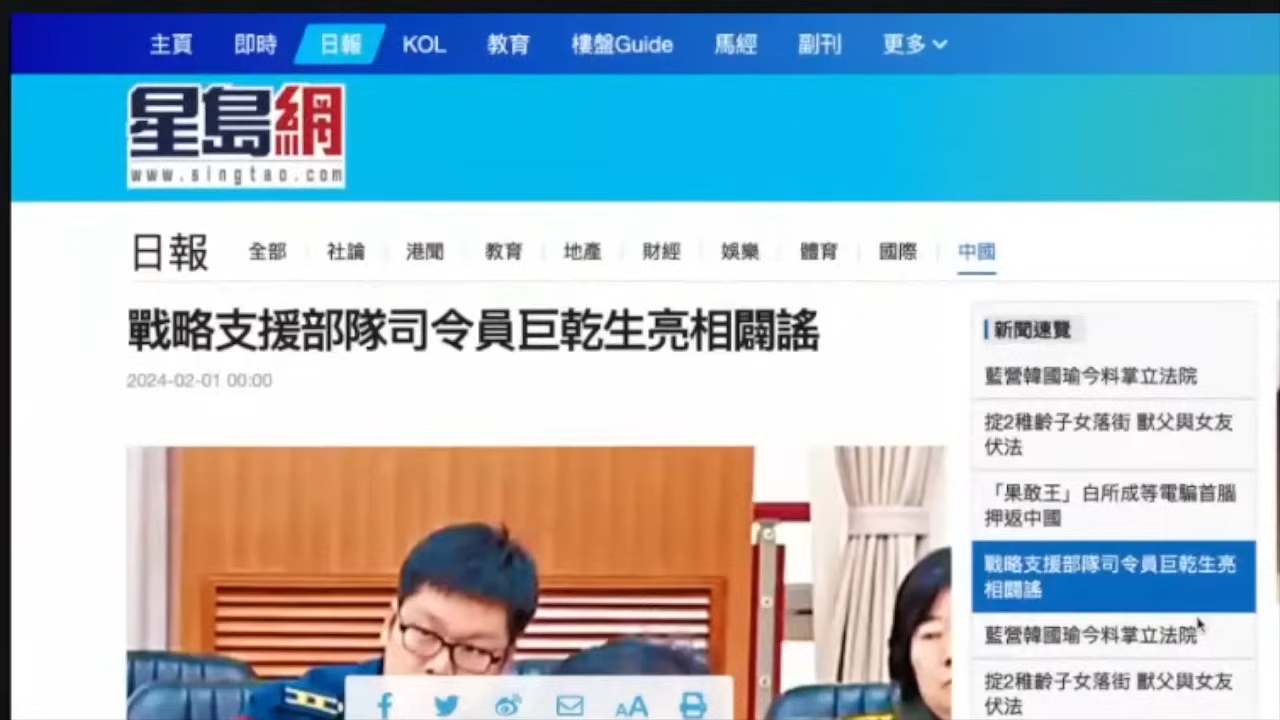 主頁 即時 日報 KOL 教育 樓盤Guide 馬經 副刊 更多
星島網
www.singtao.com
日報 全部 社論 港聞 教育 地產 財經 娛樂 體育 國際 中國
戰略支援部隊司令員巨乾生亮相闢謠
2024-02-01 00:00
新聞速覽
藍營韓國瑜今料掌立法院
掟2稚齡子女落街 獸父與女友
伏法
「果敢王」白所成等電騙首腦
押返中國
戰略支援部隊司令員巨乾生亮
相闢謠
藍營韓國瑜今料掌立法院
掟2稚齡子女落街 獸父與女友
伏法
AA